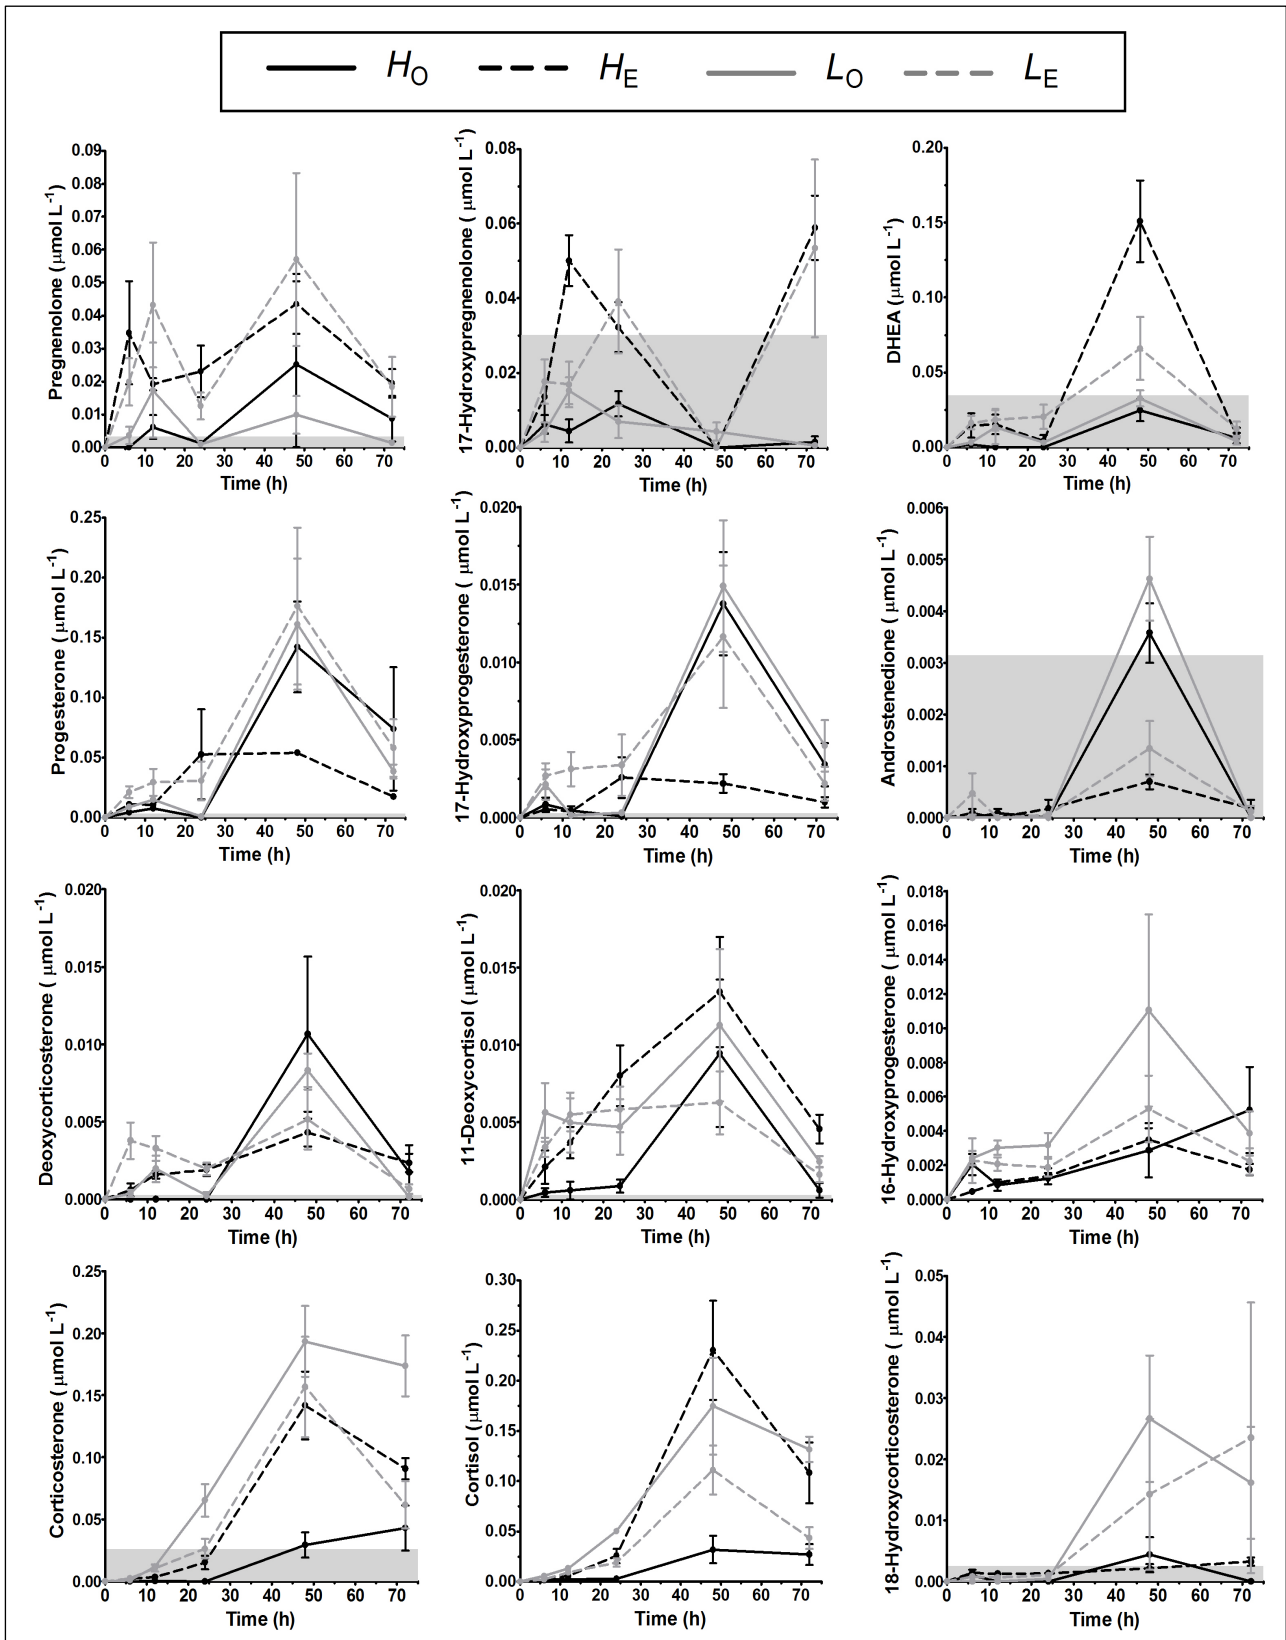 H_O H_E L_O L_E
Pregnenolone (μmol L⁻¹)
0.09
0.08
0.07
0.06
0.05
0.04
0.03
0.02
0.01
0.00
0 10 20 30 40 50 60 70
Time (h)
17-Hydroxypregnenolone ( μmol L⁻¹)
0.08
0.06
0.04
0.02
0.00
0 10 20 30 40 50 60 70
Time (h)
DHEA (μmol L⁻¹)
0.20
0.15
0.10
0.05
0.00
0 10 20 30 40 50 60 70
Time (h)
Progesterone ( μmol L⁻¹)
0.25
0.20
0.15
0.10
0.05
0.00
0 10 20 30 40 50 60 70
Time (h)
17-Hydroxyprogesterone ( μmol L⁻¹)
0.020
0.015
0.010
0.005
0.000
0 10 20 30 40 50 60 70
Time (h)
Androstenedione ( μmol L⁻¹)
0.006
0.005
0.004
0.003
0.002
0.001
0.000
0 10 20 30 40 50 60 70
Time (h)
Deoxycorticosterone ( μmol L⁻¹)
0.020
0.015
0.010
0.005
0.000
0 10 20 30 40 50 60 70
Time (h)
11-Deoxycortisol ( μmol L⁻¹)
0.020
0.015
0.010
0.005
0.000
0 10 20 30 40 50 60 70
Time (h)
16-Hydroxyprogesterone ( μmol L⁻¹)
0.018
0.016
0.014
0.012
0.010
0.008
0.006
0.004
0.002
0.000
0 10 20 30 40 50 60 70
Time (h)
Corticosterone ( μmol L⁻¹)
0.25
0.20
0.15
0.10
0.05
0.00
0 10 20 30 40 50 60 70
Time (h)
Cortisol ( μmol L⁻¹)
0.30
0.25
0.20
0.15
0.10
0.05
0.00
0 10 20 30 40 50 60 70
Time (h)
18-Hydroxycorticosterone ( μmol L⁻¹)
0.05
0.04
0.03
0.02
0.01
0.00
0 10 20 30 40 50 60 70
Time (h)